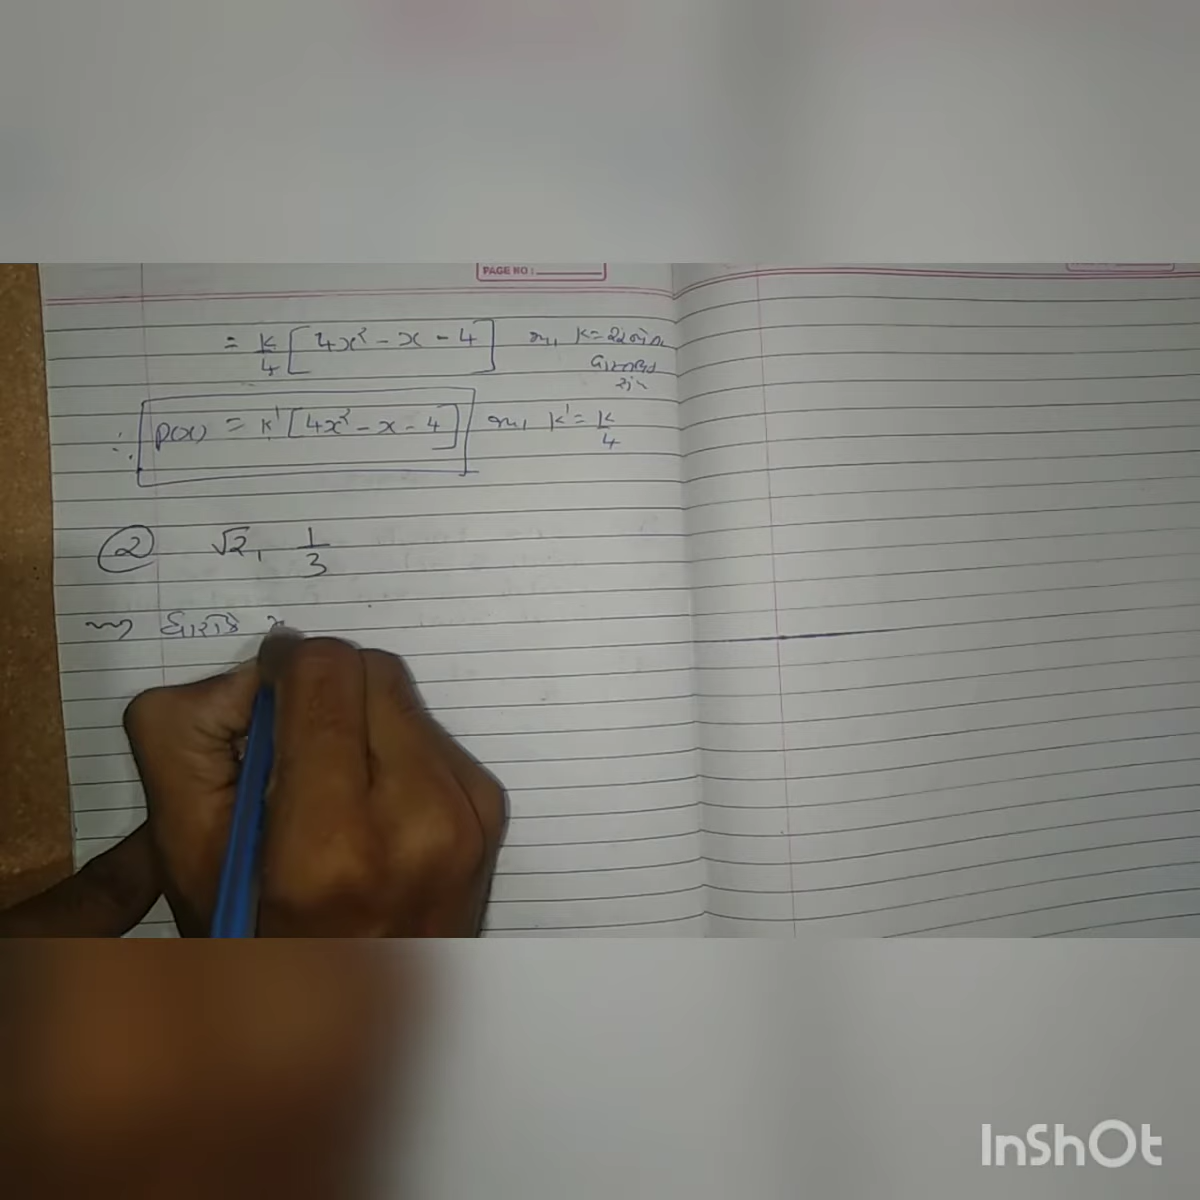 PAGE NO :
= k/4 [4x² - x - 4] k =
∴ P(x) = k' [4x² - x - 4] k' = k/4
② √2, 1/3
ધારો કે
InShOt